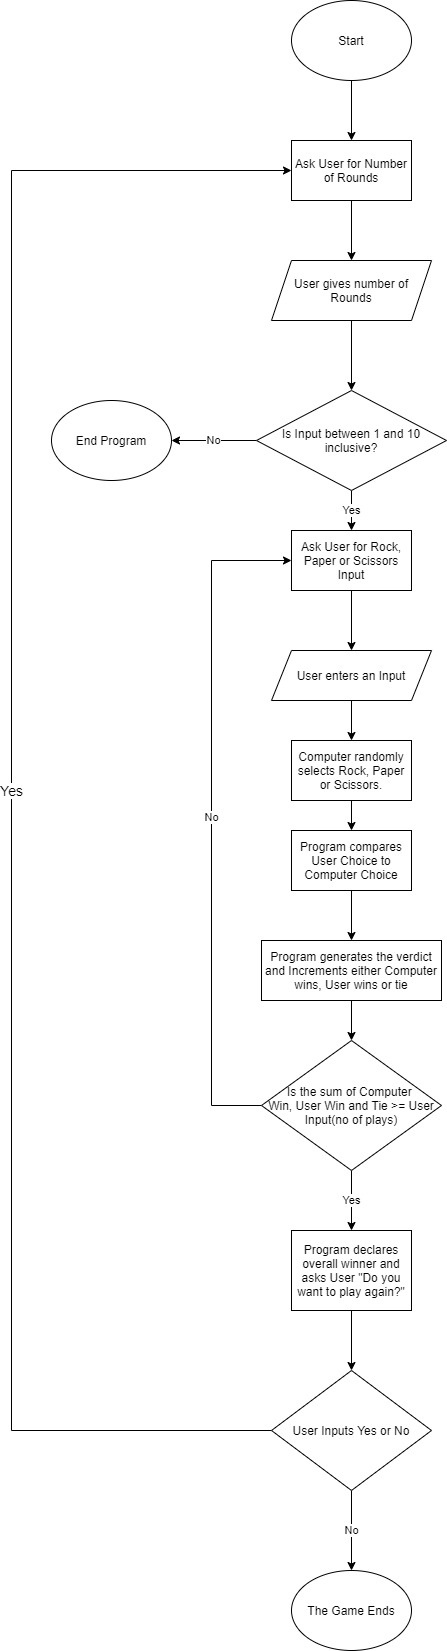 Start
Ask User for Number
of Rounds
User gives number of
Rounds
Is Input between 1 and 10
inclusive?
No
End Program
Yes
Ask User for Rock,
Paper or Scissors
Input
User enters an Input
Computer randomly
selects Rock, Paper
or Scissors.
Yes
No
Program compares
User Choice to
Computer Choice
Program generates the verdict
and Increments either Computer
wins, User wins or tie
Is the sum of Computer
Win, User Win and Tie >= User
Input(no of plays)
Yes
Program declares
overall winner and
asks User "Do you
want to play again?"
User Inputs Yes or No
No
The Game Ends